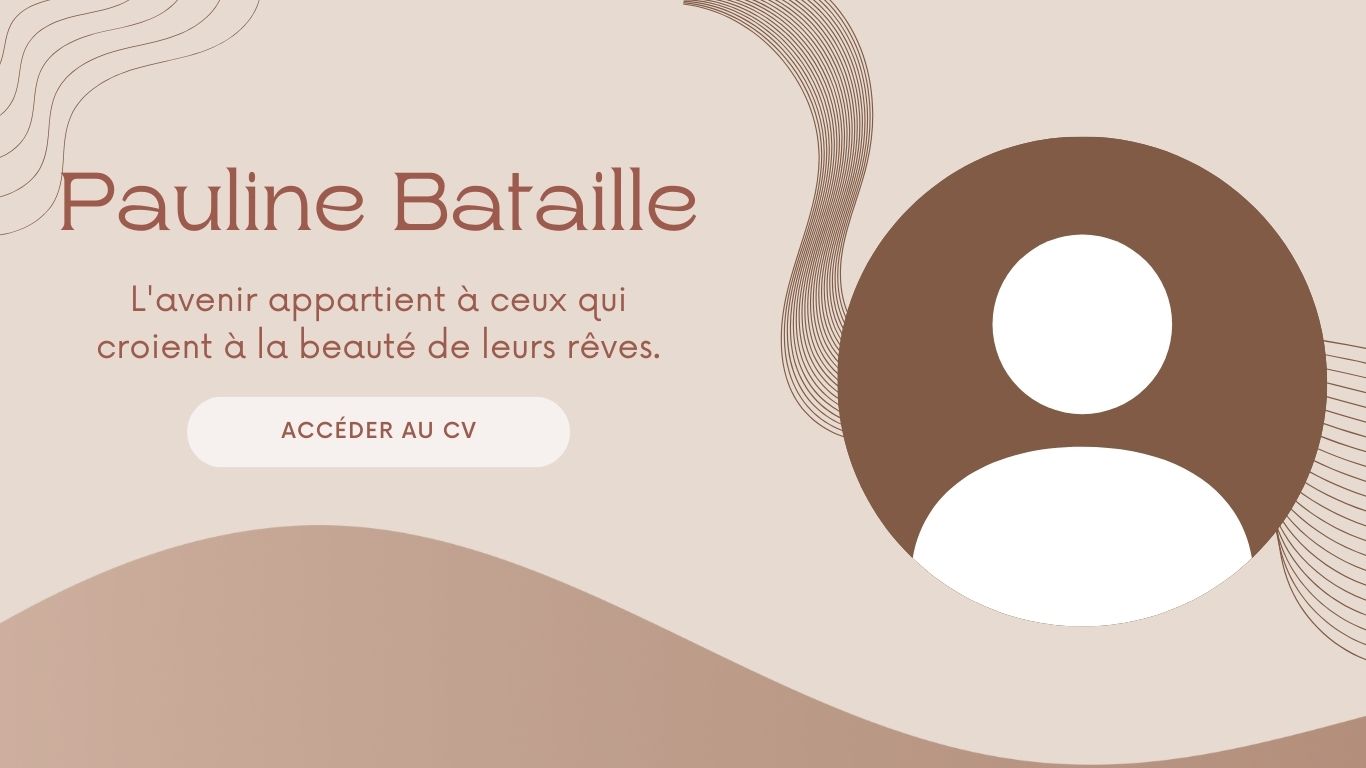 Pauline Bataille
L'avenir appartient à ceux qui
croient à la beauté de leurs rêves.
ACCÉDER AU CV